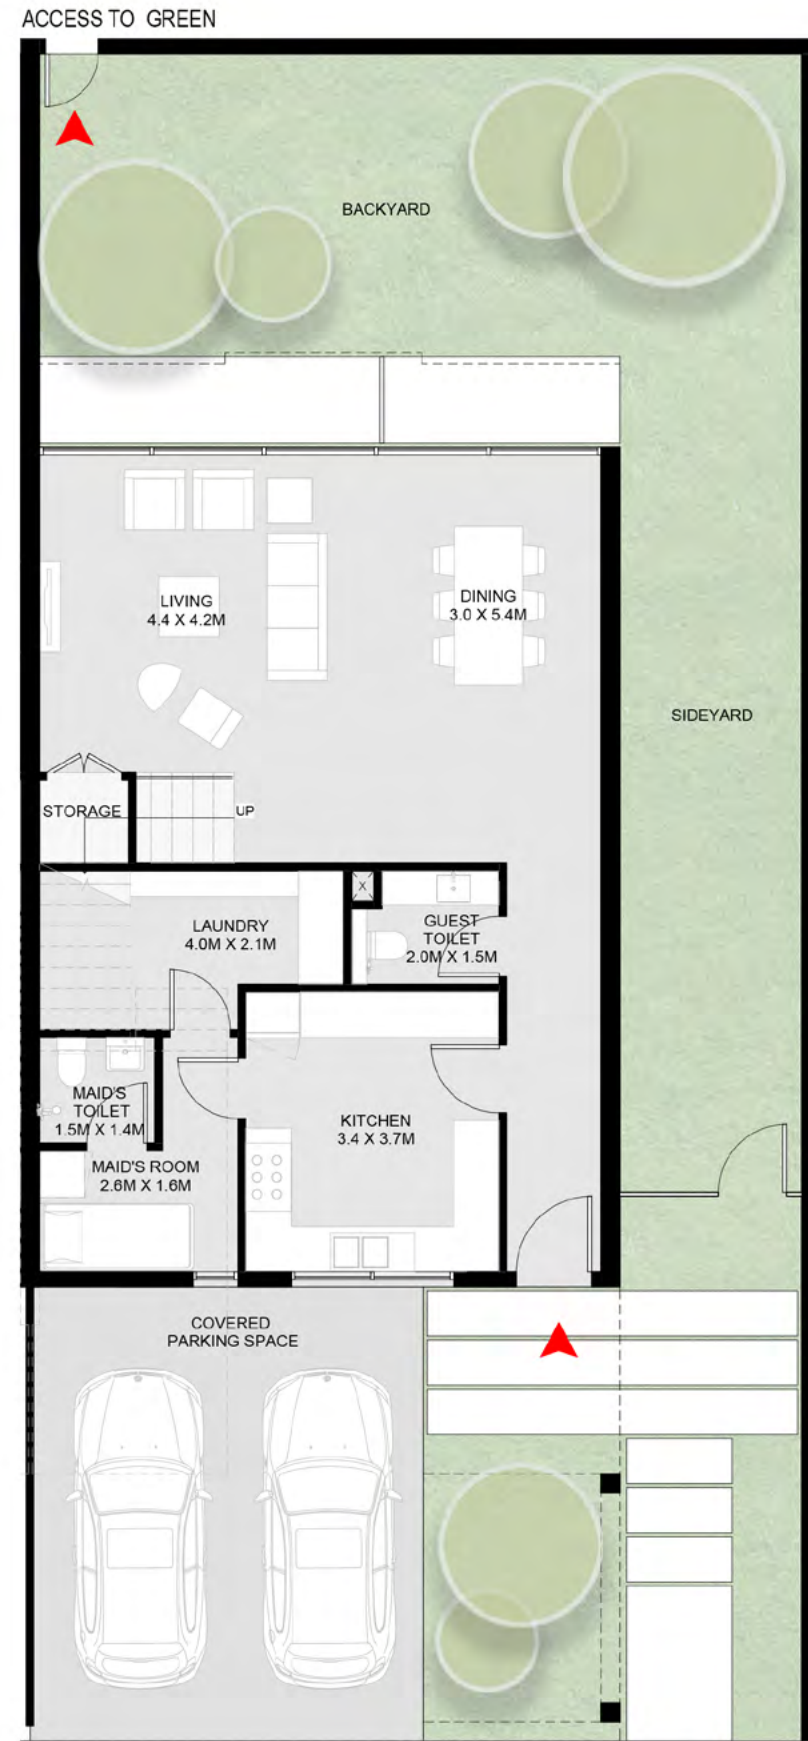 ACCESS TO GREEN
BACKYARD
LIVING
4.4 X 4.2M
DINING
3.0 X 5.4M
SIDEYARD
STORAGE
UP
X
LAUNDRY
4.0M X 2.1M
GUEST
TOILET
2.0M X 1.5M
MAID'S
TOILET
1.5M X 1.4M
KITCHEN
3.4 X 3.7M
MAID'S ROOM
2.6M X 1.6M
COVERED
PARKING SPACE